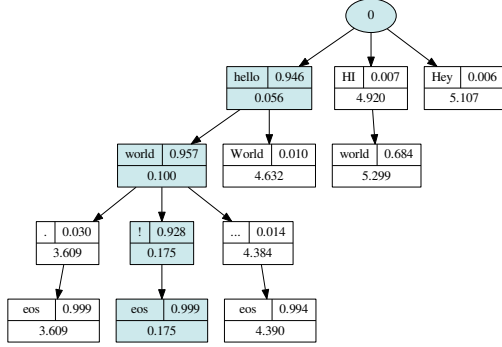 0
hello 0.946
0.056
HI 0.007
4.920
Hey 0.006
5.107
world 0.957
0.100
World 0.010
4.632
world 0.684
5.299
. 0.030
3.609
! 0.928
0.175
... 0.014
4.384
eos 0.999
3.609
eos 0.999
0.175
eos 0.994
4.390